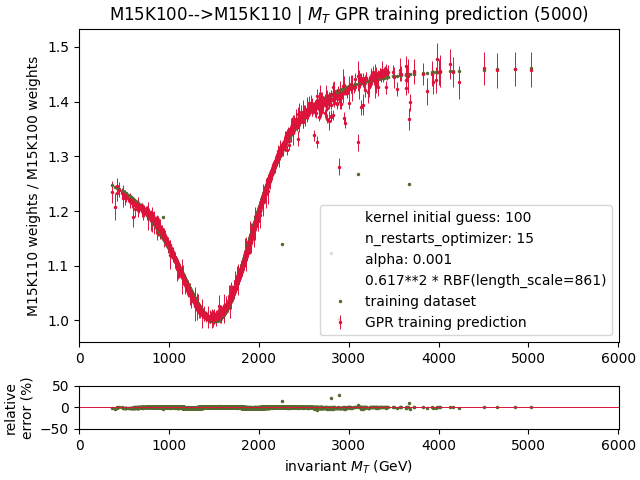 M15K100-->M15K110 | M_T GPR training prediction (5000)
M15K110 weights / M15K100 weights
1.5
1.4
1.3
1.2
1.1
1.0
kernel initial guess: 100
n_restarts_optimizer: 15
alpha: 0.001
0.617**2 * RBF(length_scale=861)
training dataset
GPR training prediction
0 1000 2000 3000 4000 5000 6000
relative
error (%)
50
0
−50
0 1000 2000 3000 4000 5000 6000
invariant M_T (GeV)